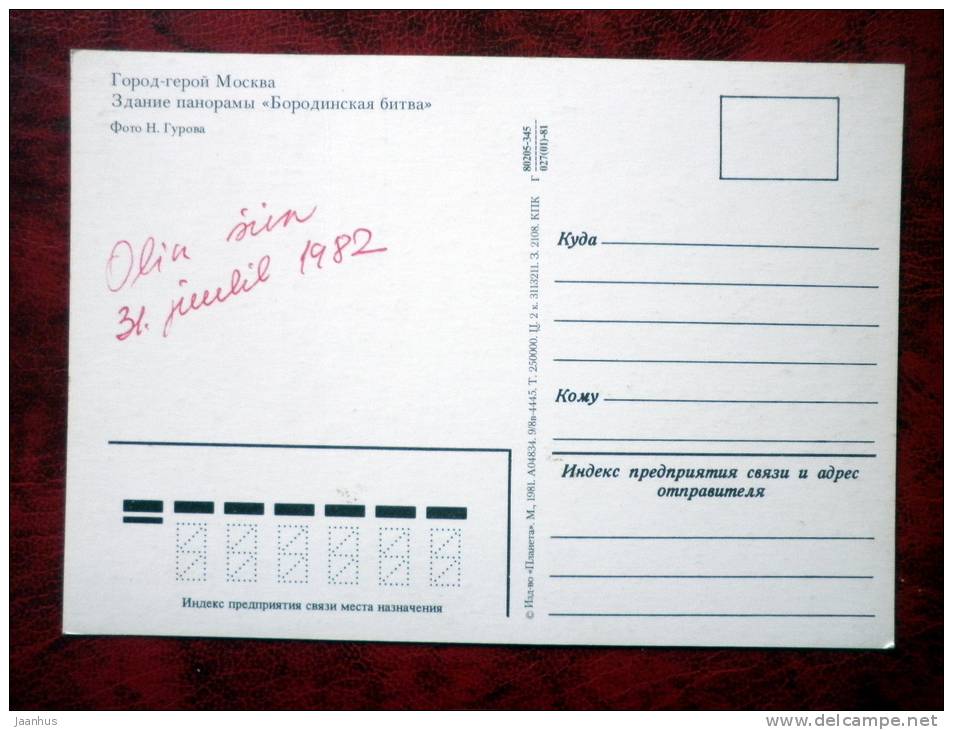 Город-герой Москва
Здание панорамы «Бородинская битва»
Фото Н. Гурова
Olin siin
31. juulil 1982
Индекс предприятия связи места назначения
© Изд-во «Планета». М., 1981. А04834. 9/8в-4445. Т. 250000. Ц. 2 к. 3113211. З. 2108. КПК
Г 80205-345
027(01)-81
Куда
Кому
Индекс предприятия связи и адрес
отправителя
Jaanhus
www.delcampe.net